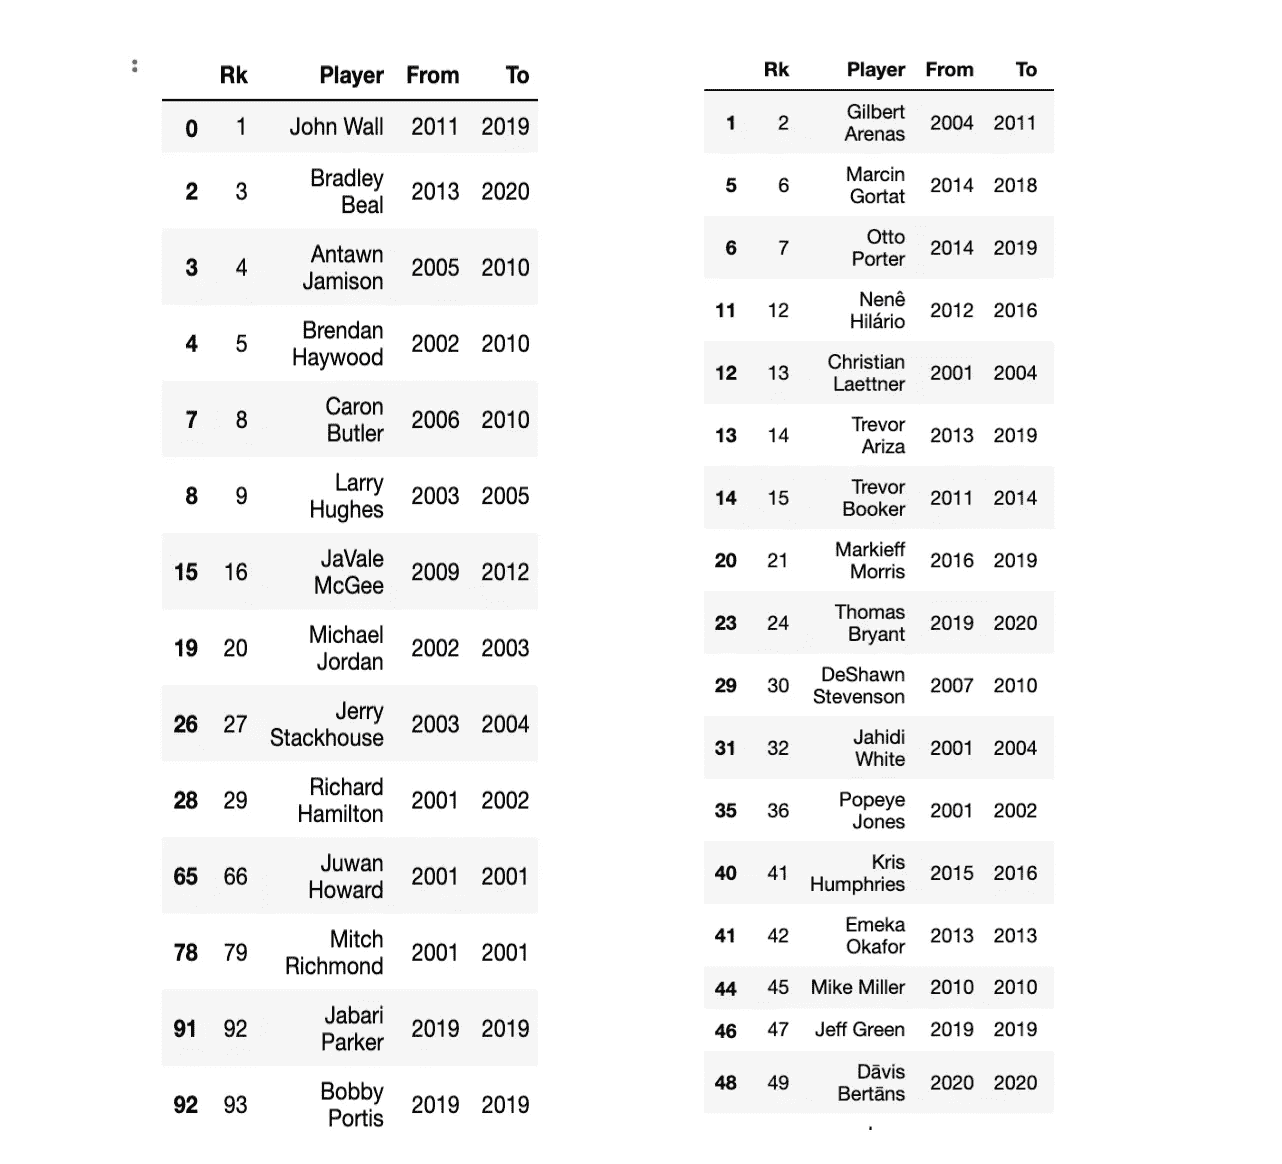 Rk Player From To
0 1 John Wall 2011 2019
2 3 Bradley Beal 2013 2020
3 4 Antawn Jamison 2005 2010
4 5 Brendan Haywood 2002 2010
7 8 Caron Butler 2006 2010
8 9 Larry Hughes 2003 2005
15 16 JaVale McGee 2009 2012
19 20 Michael Jordan 2002 2003
26 27 Jerry Stackhouse 2003 2004
28 29 Richard Hamilton 2001 2002
65 66 Juwan Howard 2001 2001
78 79 Mitch Richmond 2001 2001
91 92 Jabari Parker 2019 2019
92 93 Bobby Portis 2019 2019
Rk Player From To
1 2 Gilbert Arenas 2004 2011
5 6 Marcin Gortat 2014 2018
6 7 Otto Porter 2014 2019
11 12 Nenê Hilário 2012 2016
12 13 Christian Laettner 2001 2004
13 14 Trevor Ariza 2013 2019
14 15 Trevor Booker 2011 2014
20 21 Markieff Morris 2016 2019
23 24 Thomas Bryant 2019 2020
29 30 DeShawn Stevenson 2007 2010
31 32 Jahidi White 2001 2004
35 36 Popeye Jones 2001 2002
40 41 Kris Humphries 2015 2016
41 42 Emeka Okafor 2013 2013
44 45 Mike Miller 2010 2010
46 47 Jeff Green 2019 2019
48 49 Dāvis Bertāns 2020 2020